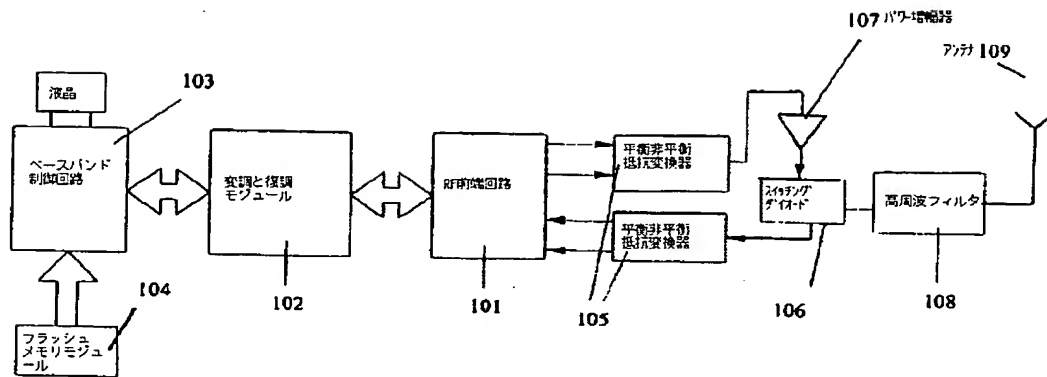 107 パワー増幅器
アンテナ 109
103
液晶
ベースバンド
制御回路
変調と復調
モジュール
RF前端回路
平衡非平衡
抵抗変換器
スイッチング
ダイオード
高周波フィルタ
平衡非平衡
抵抗変換器
104
102
101
105
106
108
フラッシュ
メモリモジュ
ール